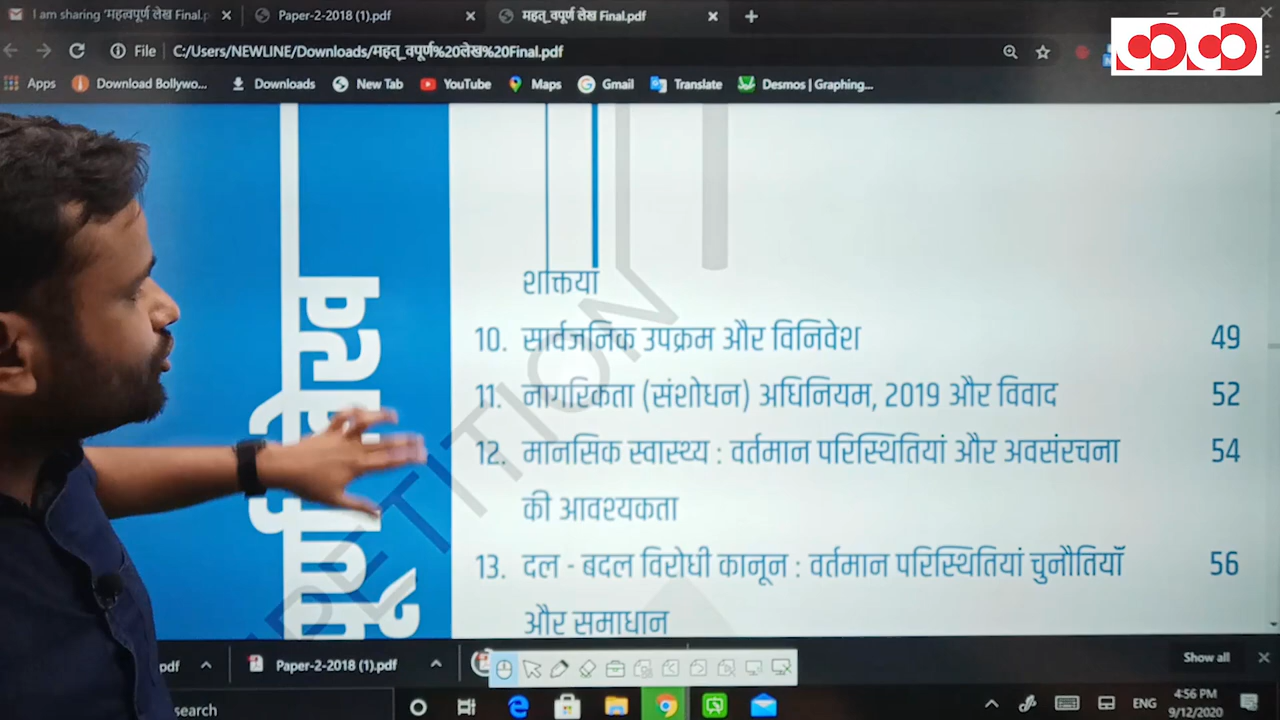 I am sharing 'महत्वपूर्ण लेख Final.p
Paper-2-2018 (1).pdf
महत्_वपूर्ण लेख Final.pdf
File
C:/Users/NEWLINE/Downloads/महत्_वपूर्ण%20लेख%20Final.pdf
Apps
Download Bollywo...
Downloads
New Tab
YouTube
Maps
Gmail
Translate
Desmos | Graphing...
शक्तियां
10. सार्वजनिक उपक्रम और विनिवेश 49
11. नागरिकता (संशोधन) अधिनियम, 2019 और विवाद 52
12. मानसिक स्वास्थ्य : वर्तमान परिस्थितियां और अवसंरचना 54
की आवश्यकता
13. दल - बदल विरोधी कानून : वर्तमान परिस्थितियां चुनौतियॉ 56
और समाधान
PETITION
pdf
Paper-2-2018 (1).pdf
Show all
search
ENG
4:56 PM
9/12/2020